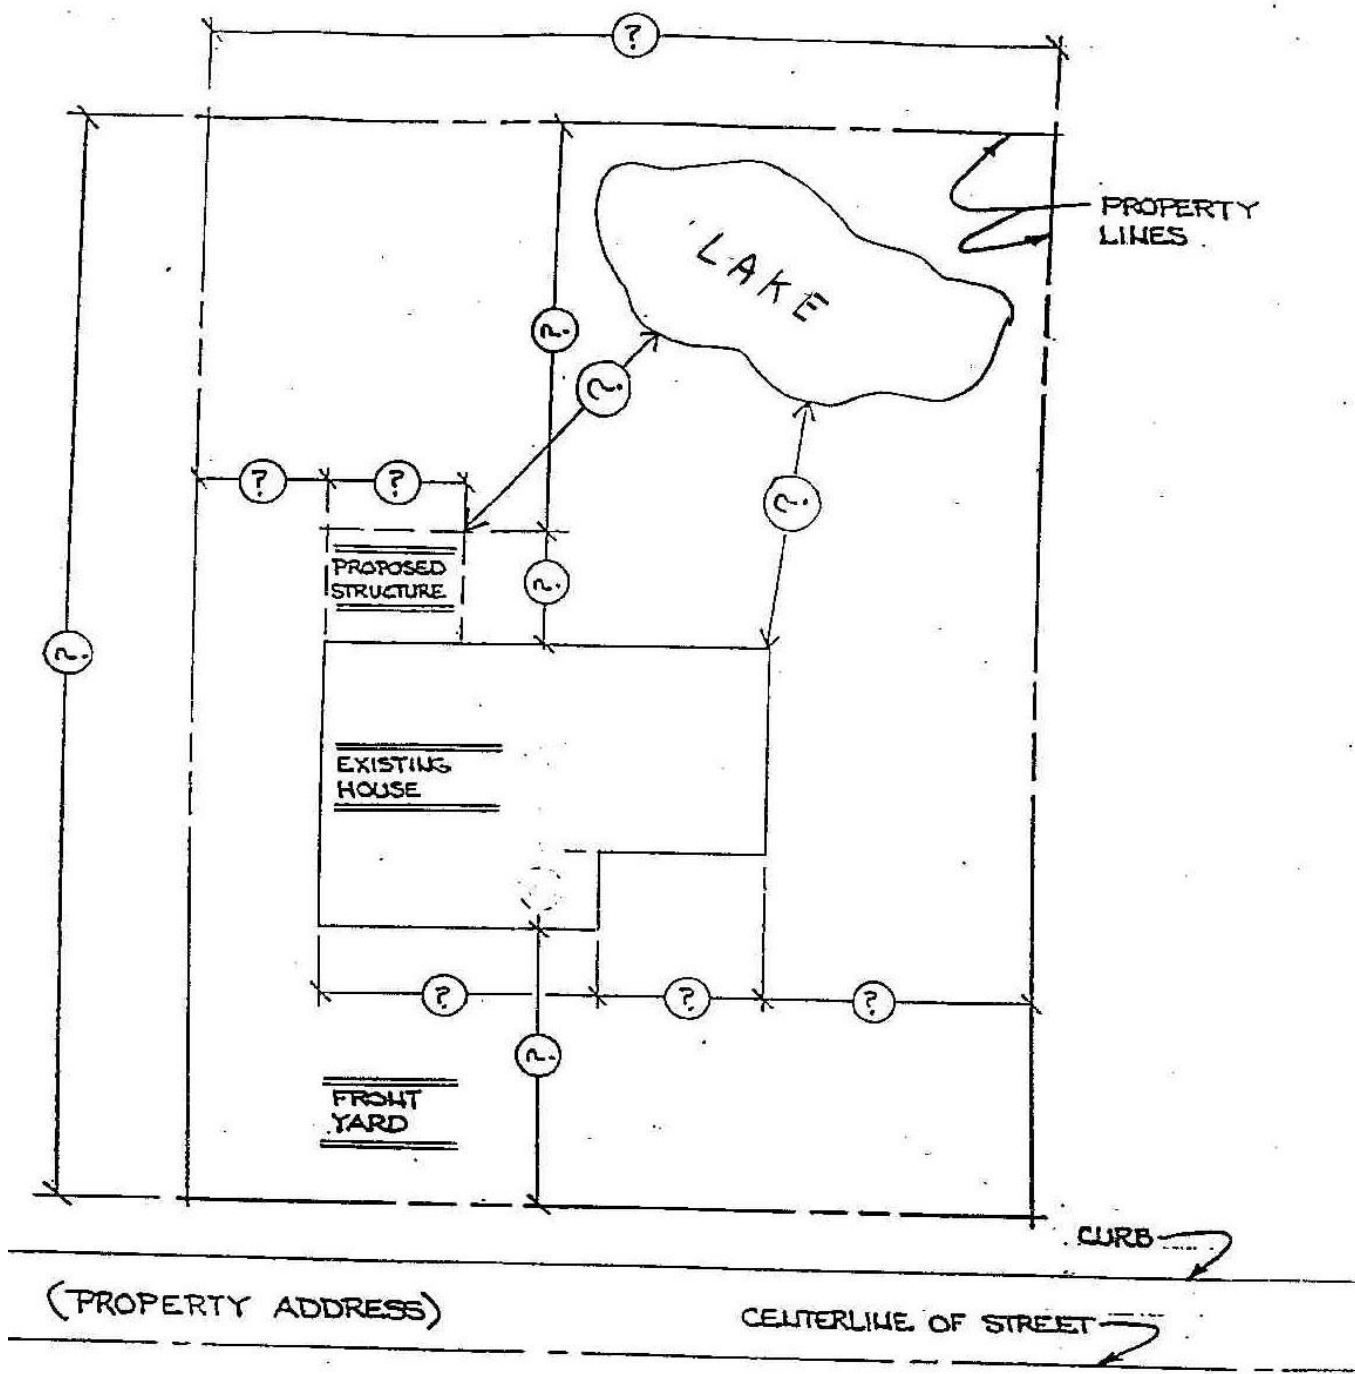 ?
PROPERTY
LINES
LAKE
?
?
?
?
?
PROPOSED
STRUCTURE
?
?
EXISTING
HOUSE
?
?
?
?
FRONT
YARD
CURB
(PROPERTY ADDRESS)
CENTERLINE OF STREET